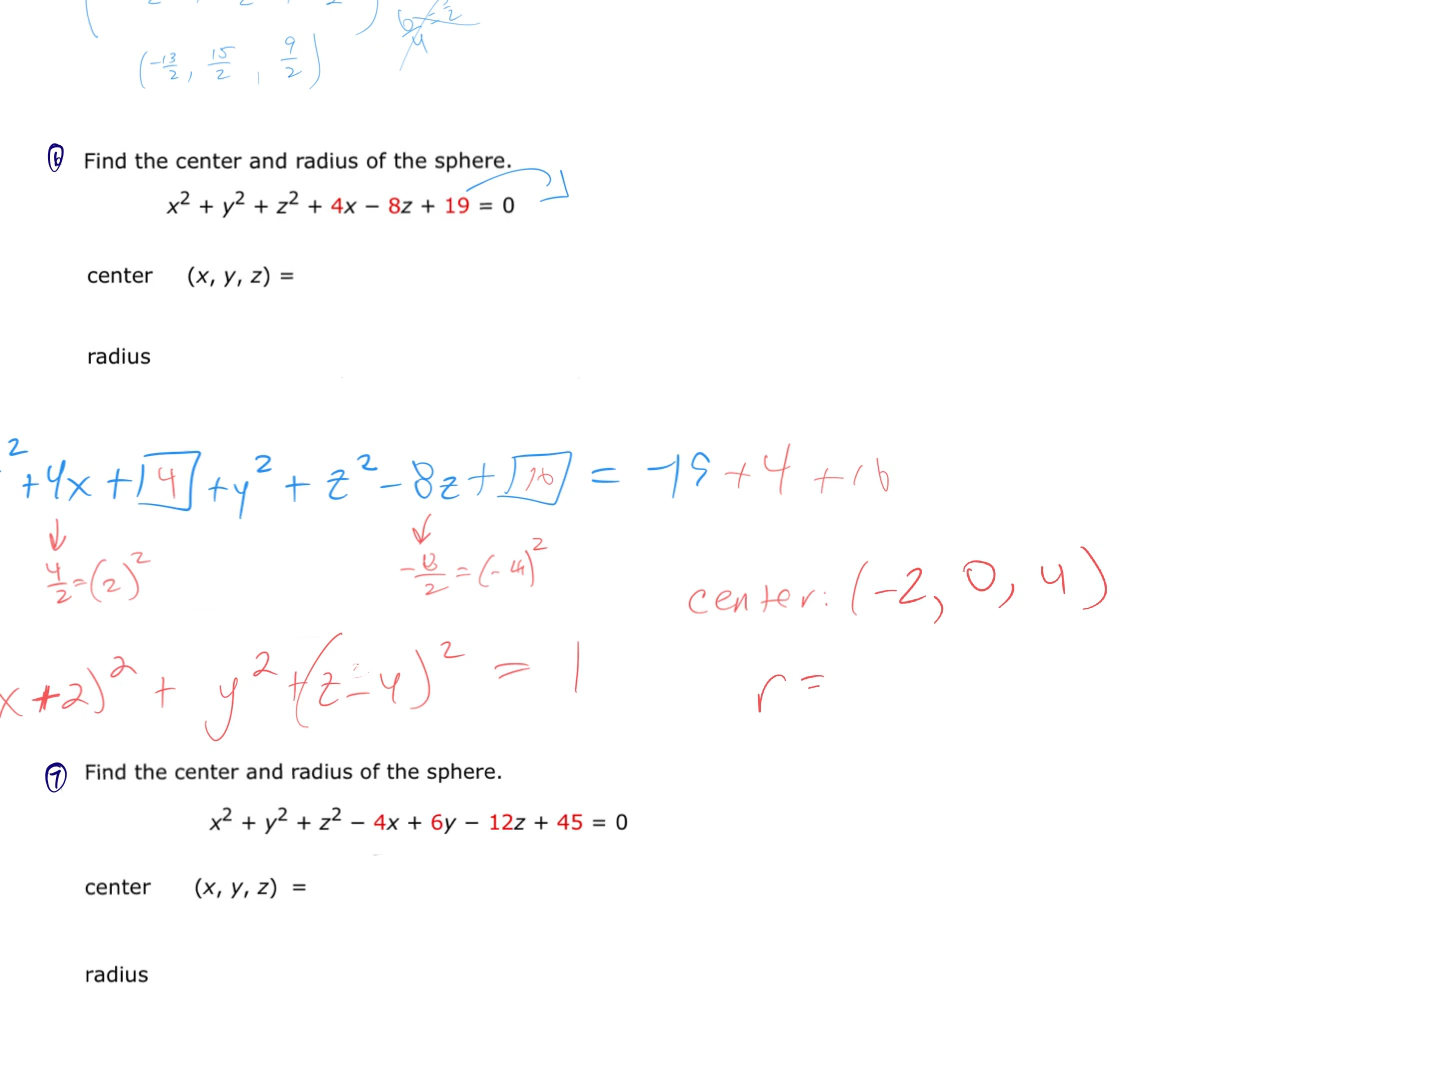 (-13/2, 15/2, 9/2)
⑥ Find the center and radius of the sphere.
x² + y² + z² + 4x − 8z + 19 = 0
center (x, y, z) =
radius
² +4x + 4 + y² + z² - 8z + 16 = -19 + 4 + 16
4/2 = (2)² -8/2 = (-4)²
center: (-2, 0, 4)
x+2)² + y² + (z-4)² = 1
r =
⑦ Find the center and radius of the sphere.
x² + y² + z² − 4x + 6y − 12z + 45 = 0
center (x, y, z) =
radius